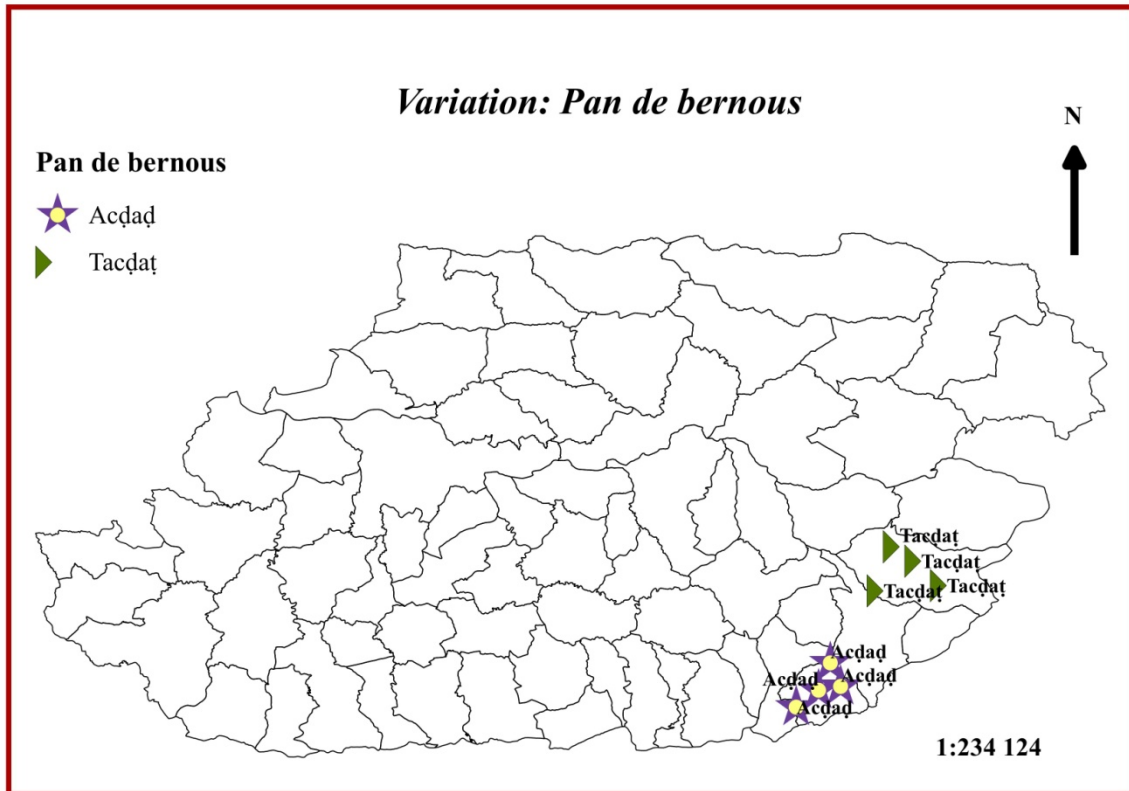 Variation: Pan de bernous
N
Pan de bernous
Acḍaḍ
Tacḍaṭ
Tacḍaṭ
Tacḍaṭ
Tacḍaṭ
Tacḍaṭ
Acḍaḍ
Acḍaḍ
Acḍaḍ
Acḍaḍ
1:234 124